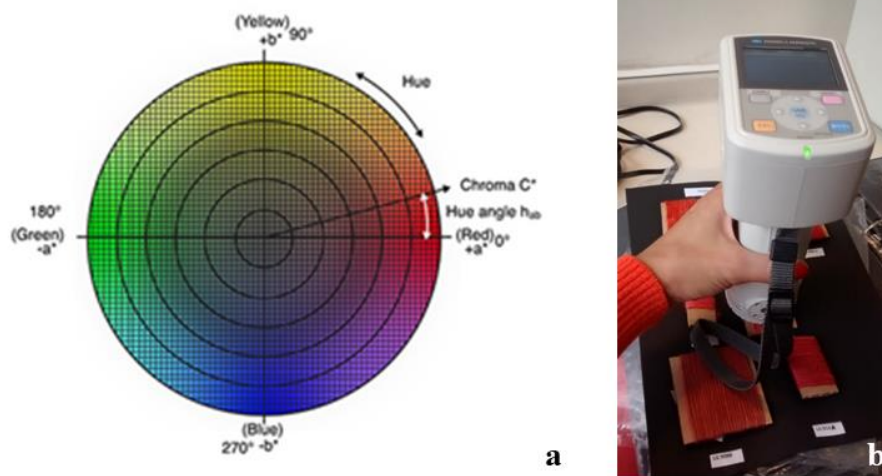 (Yellow)
+b* 90°
Hue
Chroma C*
Hue angle hab
180°
(Green)
-a*
(Red) 0°
+a*
(Blue)
270° -b*
a
b